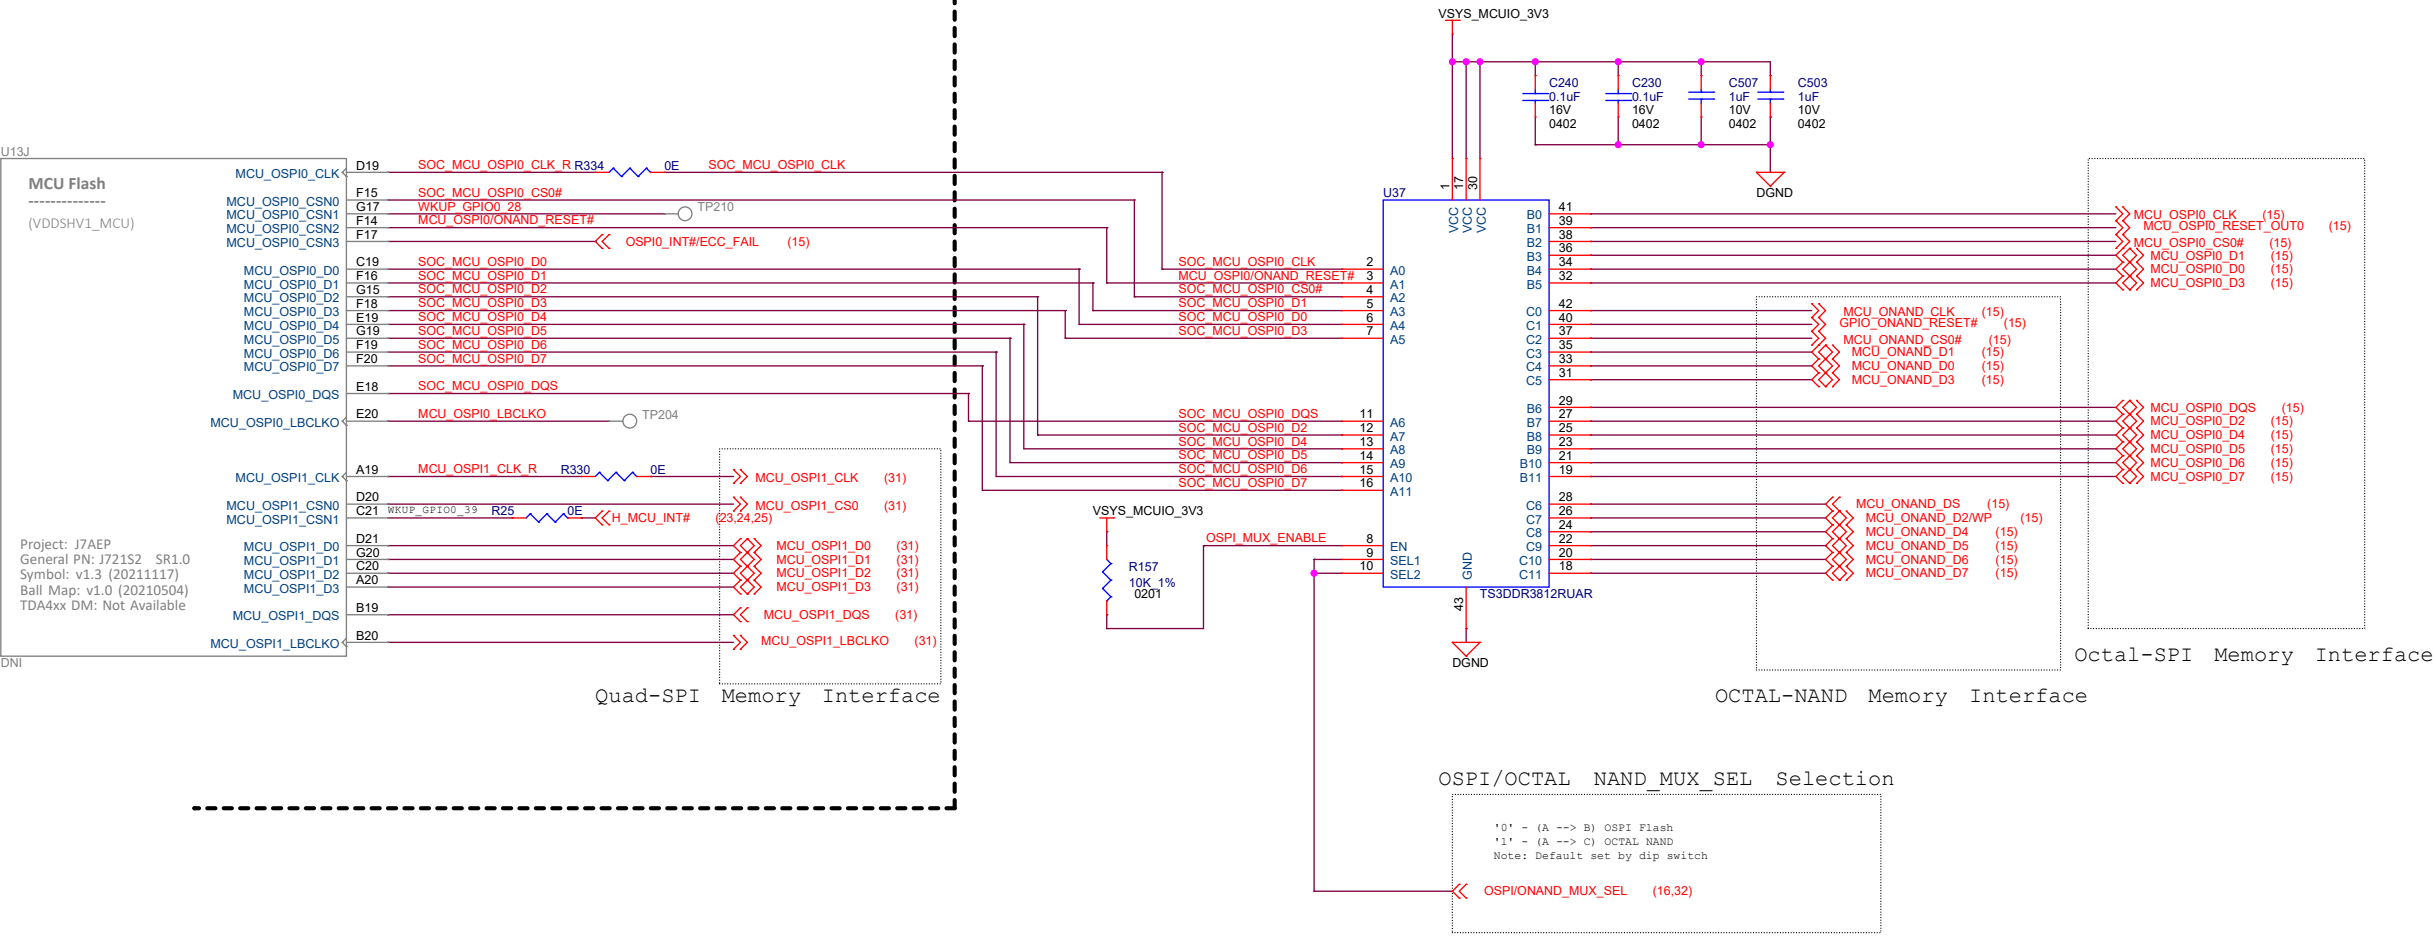 VSYS_MCUIO_3V3
C240
0.1uF
16V
0402
C230
0.1uF
16V
0402
C507
1uF
10V
0402
C503
1uF
10V
0402
DGND
U13J
MCU Flash
--------------
(VDDSHV1_MCU)
MCU_OSPI0_CLK D19 SOC_MCU_OSPI0_CLK_R R334 0E SOC_MCU_OSPI0_CLK
MCU_OSPI0_CSN0 F15 SOC_MCU_OSPI0_CS0#
MCU_OSPI0_CSN1 G17 WKUP_GPIO0_28 TP210
MCU_OSPI0_CSN2 F14 MCU_OSPI0/ONAND_RESET#
MCU_OSPI0_CSN3 F17 OSPI0_INT#/ECC_FAIL (15)
MCU_OSPI0_D0 C19 SOC_MCU_OSPI0_D0
MCU_OSPI0_D1 F16 SOC_MCU_OSPI0_D1
MCU_OSPI0_D2 G15 SOC_MCU_OSPI0_D2
MCU_OSPI0_D3 F18 SOC_MCU_OSPI0_D3
MCU_OSPI0_D4 E19 SOC_MCU_OSPI0_D4
MCU_OSPI0_D5 G19 SOC_MCU_OSPI0_D5
MCU_OSPI0_D6 F19 SOC_MCU_OSPI0_D6
MCU_OSPI0_D7 F20 SOC_MCU_OSPI0_D7
MCU_OSPI0_DQS E18 SOC_MCU_OSPI0_DQS
MCU_OSPI0_LBCLKO E20 MCU_OSPI0_LBCLKO TP204
MCU_OSPI1_CLK A19 MCU_OSPI1_CLK_R R330 0E MCU_OSPI1_CLK (31)
MCU_OSPI1_CSN0 D20 MCU_OSPI1_CS0 (31)
MCU_OSPI1_CSN1 C21 WKUP_GPIO0_39 R25 0E H_MCU_INT# (23,24,25)
MCU_OSPI1_D0 D21 MCU_OSPI1_D0 (31)
MCU_OSPI1_D1 G20 MCU_OSPI1_D1 (31)
MCU_OSPI1_D2 C20 MCU_OSPI1_D2 (31)
MCU_OSPI1_D3 A20 MCU_OSPI1_D3 (31)
MCU_OSPI1_DQS B19 MCU_OSPI1_DQS (31)
MCU_OSPI1_LBCLKO B20 MCU_OSPI1_LBCLKO (31)
Project: J7AEP
General PN: J721S2 SR1.0
Symbol: v1.3 (20211117)
Ball Map: v1.0 (20210504)
TDA4xx DM: Not Available
DNI
Quad-SPI Memory Interface
U37
1 VCC
17 VCC
30 VCC
SOC_MCU_OSPI0_CLK 2 A0
MCU_OSPI0/ONAND_RESET# 3 A1
SOC_MCU_OSPI0_CS0# 4 A2
SOC_MCU_OSPI0_D1 5 A3
SOC_MCU_OSPI0_D0 6 A4
SOC_MCU_OSPI0_D3 7 A5
SOC_MCU_OSPI0_DQS 11 A6
SOC_MCU_OSPI0_D2 12 A7
SOC_MCU_OSPI0_D4 13 A8
SOC_MCU_OSPI0_D5 14 A9
SOC_MCU_OSPI0_D6 15 A10
SOC_MCU_OSPI0_D7 16 A11
VSYS_MCUIO_3V3
R157
10K_1%
0201
OSPI_MUX_ENABLE 8 EN
9 SEL1
10 SEL2
GND
43
DGND
TS3DDR3812RUAR
B0 41 MCU_OSPI0_CLK (15)
B1 39 MCU_OSPI0_RESET_OUT0 (15)
B2 38 MCU_OSPI0_CS0# (15)
B3 36 MCU_OSPI0_D1 (15)
B4 34 MCU_OSPI0_D0 (15)
B5 32 MCU_OSPI0_D3 (15)
C0 42 MCU_ONAND_CLK (15)
C1 40 GPIO_ONAND_RESET# (15)
C2 37 MCU_ONAND_CS0# (15)
C3 35 MCU_ONAND_D1 (15)
C4 33 MCU_ONAND_D0 (15)
C5 31 MCU_ONAND_D3 (15)
B6 29 MCU_OSPI0_DQS (15)
B7 27 MCU_OSPI0_D2 (15)
B8 25 MCU_OSPI0_D4 (15)
B9 23 MCU_OSPI0_D5 (15)
B10 21 MCU_OSPI0_D6 (15)
B11 19 MCU_OSPI0_D7 (15)
C6 28 MCU_ONAND_DS (15)
C7 26 MCU_ONAND_D2/WP (15)
C8 24 MCU_ONAND_D4 (15)
C9 22 MCU_ONAND_D5 (15)
C10 20 MCU_ONAND_D6 (15)
C11 18 MCU_ONAND_D7 (15)
Octal-SPI Memory Interface
OCTAL-NAND Memory Interface
OSPI/OCTAL NAND_MUX_SEL Selection
'0' - (A --> B) OSPI Flash
'1' - (A --> C) OCTAL NAND
Note: Default set by dip switch
OSPI/ONAND_MUX_SEL (16,32)